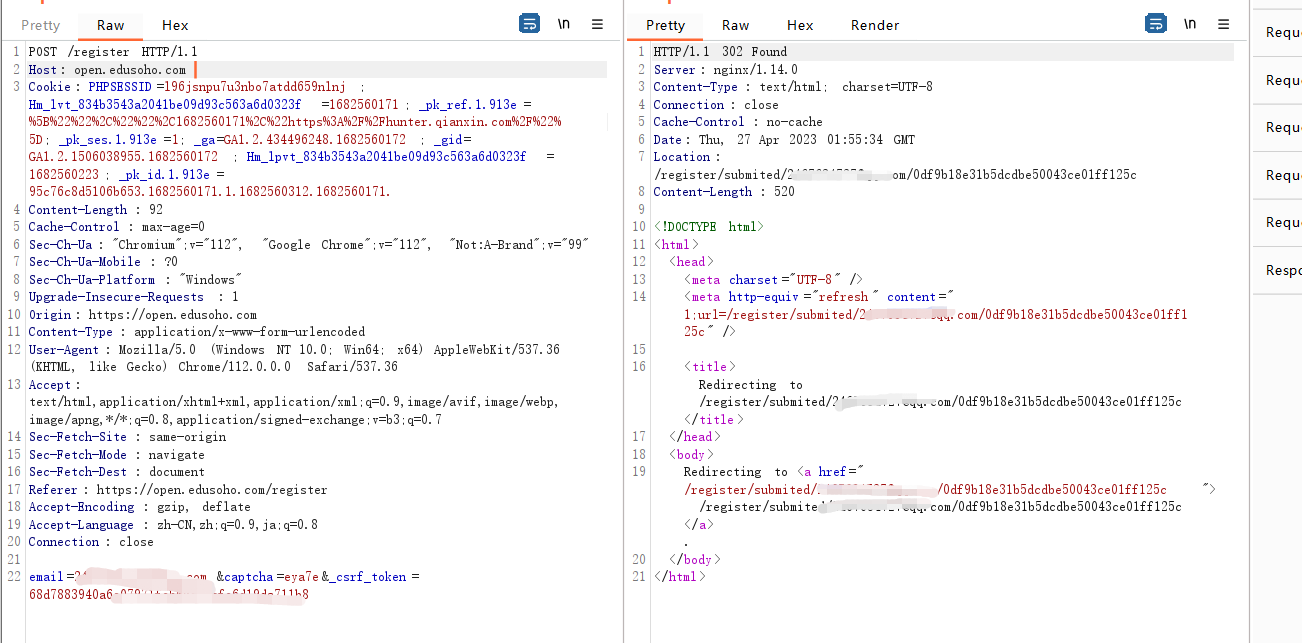 Pretty Raw Hex \n
1 POST /register HTTP/1.1
2 Host: open.edusoho.com
3 Cookie: PHPSESSID=196jsnpu7u3nbo7atdd659nlnj ;
Hm_lvt_834b3543a2041be09d93c563a6d0323f =1682560171; _pk_ref.1.913e =
%5B%22%22%2C%22%22%2C1682560171%2C%22https%3A%2F%2Fhunter.qianxin.com%2F%22%
5D; _pk_ses.1.913e =1; _ga=GA1.2.434496248.1682560172 ; _gid=
GA1.2.1506038955.1682560172 ; Hm_lpvt_834b3543a2041be09d93c563a6d0323f =
1682560223; _pk_id.1.913e =
95c76c8d5106b653.1682560171.1.1682560312.1682560171.
4 Content-Length : 92
5 Cache-Control : max-age=0
6 Sec-Ch-Ua : "Chromium";v="112", "Google Chrome";v="112", "Not:A-Brand";v="99"
7 Sec-Ch-Ua-Mobile : ?0
8 Sec-Ch-Ua-Platform : "Windows"
9 Upgrade-Insecure-Requests : 1
10 Origin: https://open.edusoho.com
11 Content-Type : application/x-www-form-urlencoded
12 User-Agent : Mozilla/5.0 (Windows NT 10.0; Win64; x64) AppleWebKit/537.36
(KHTML, like Gecko) Chrome/112.0.0.0 Safari/537.36
13 Accept:
text/html,application/xhtml+xml,application/xml;q=0.9,image/avif,image/webp,
image/apng,*/*;q=0.8,application/signed-exchange;v=b3;q=0.7
14 Sec-Fetch-Site : same-origin
15 Sec-Fetch-Mode : navigate
16 Sec-Fetch-Dest : document
17 Referer : https://open.edusoho.com/register
18 Accept-Encoding : gzip, deflate
19 Accept-Language : zh-CN,zh;q=0.9,ja;q=0.8
20 Connection : close
21
22 email= &captcha=eya7e&_csrf_token =
68d7883940a6
Pretty Raw Hex Render \n
1 HTTP/1.1 302 Found
2 Server: nginx/1.14.0
3 Content-Type : text/html; charset=UTF-8
4 Connection : close
5 Cache-Control : no-cache
6 Date: Thu, 27 Apr 2023 01:55:34 GMT
7 Location :
/register/submited/ om/0df9b18e31b5dcdbe50043ce01ff125c
8 Content-Length : 520
9
10 <!DOCTYPE html>
11 <html>
12 <head>
13 <meta charset="UTF-8" />
14 <meta http-equiv="refresh" content="
1;url=/register/submited/2 qq.com/0df9b18e31b5dcdbe50043ce01ff1
25c" />
15
16 <title>
Redirecting to
/register/submited/ qq.com/0df9b18e31b5dcdbe50043ce01ff125c
</title>
17 </head>
18 <body>
19 Redirecting to <a href="
/register/submited/ /0df9b18e31b5dcdbe50043ce01ff125c ">
/register/submited/ /0df9b18e31b5dcdbe50043ce01ff125c
</a>
.
20 </body>
21 </html>
Requ
Requ
Requ
Requ
Requ
Respo